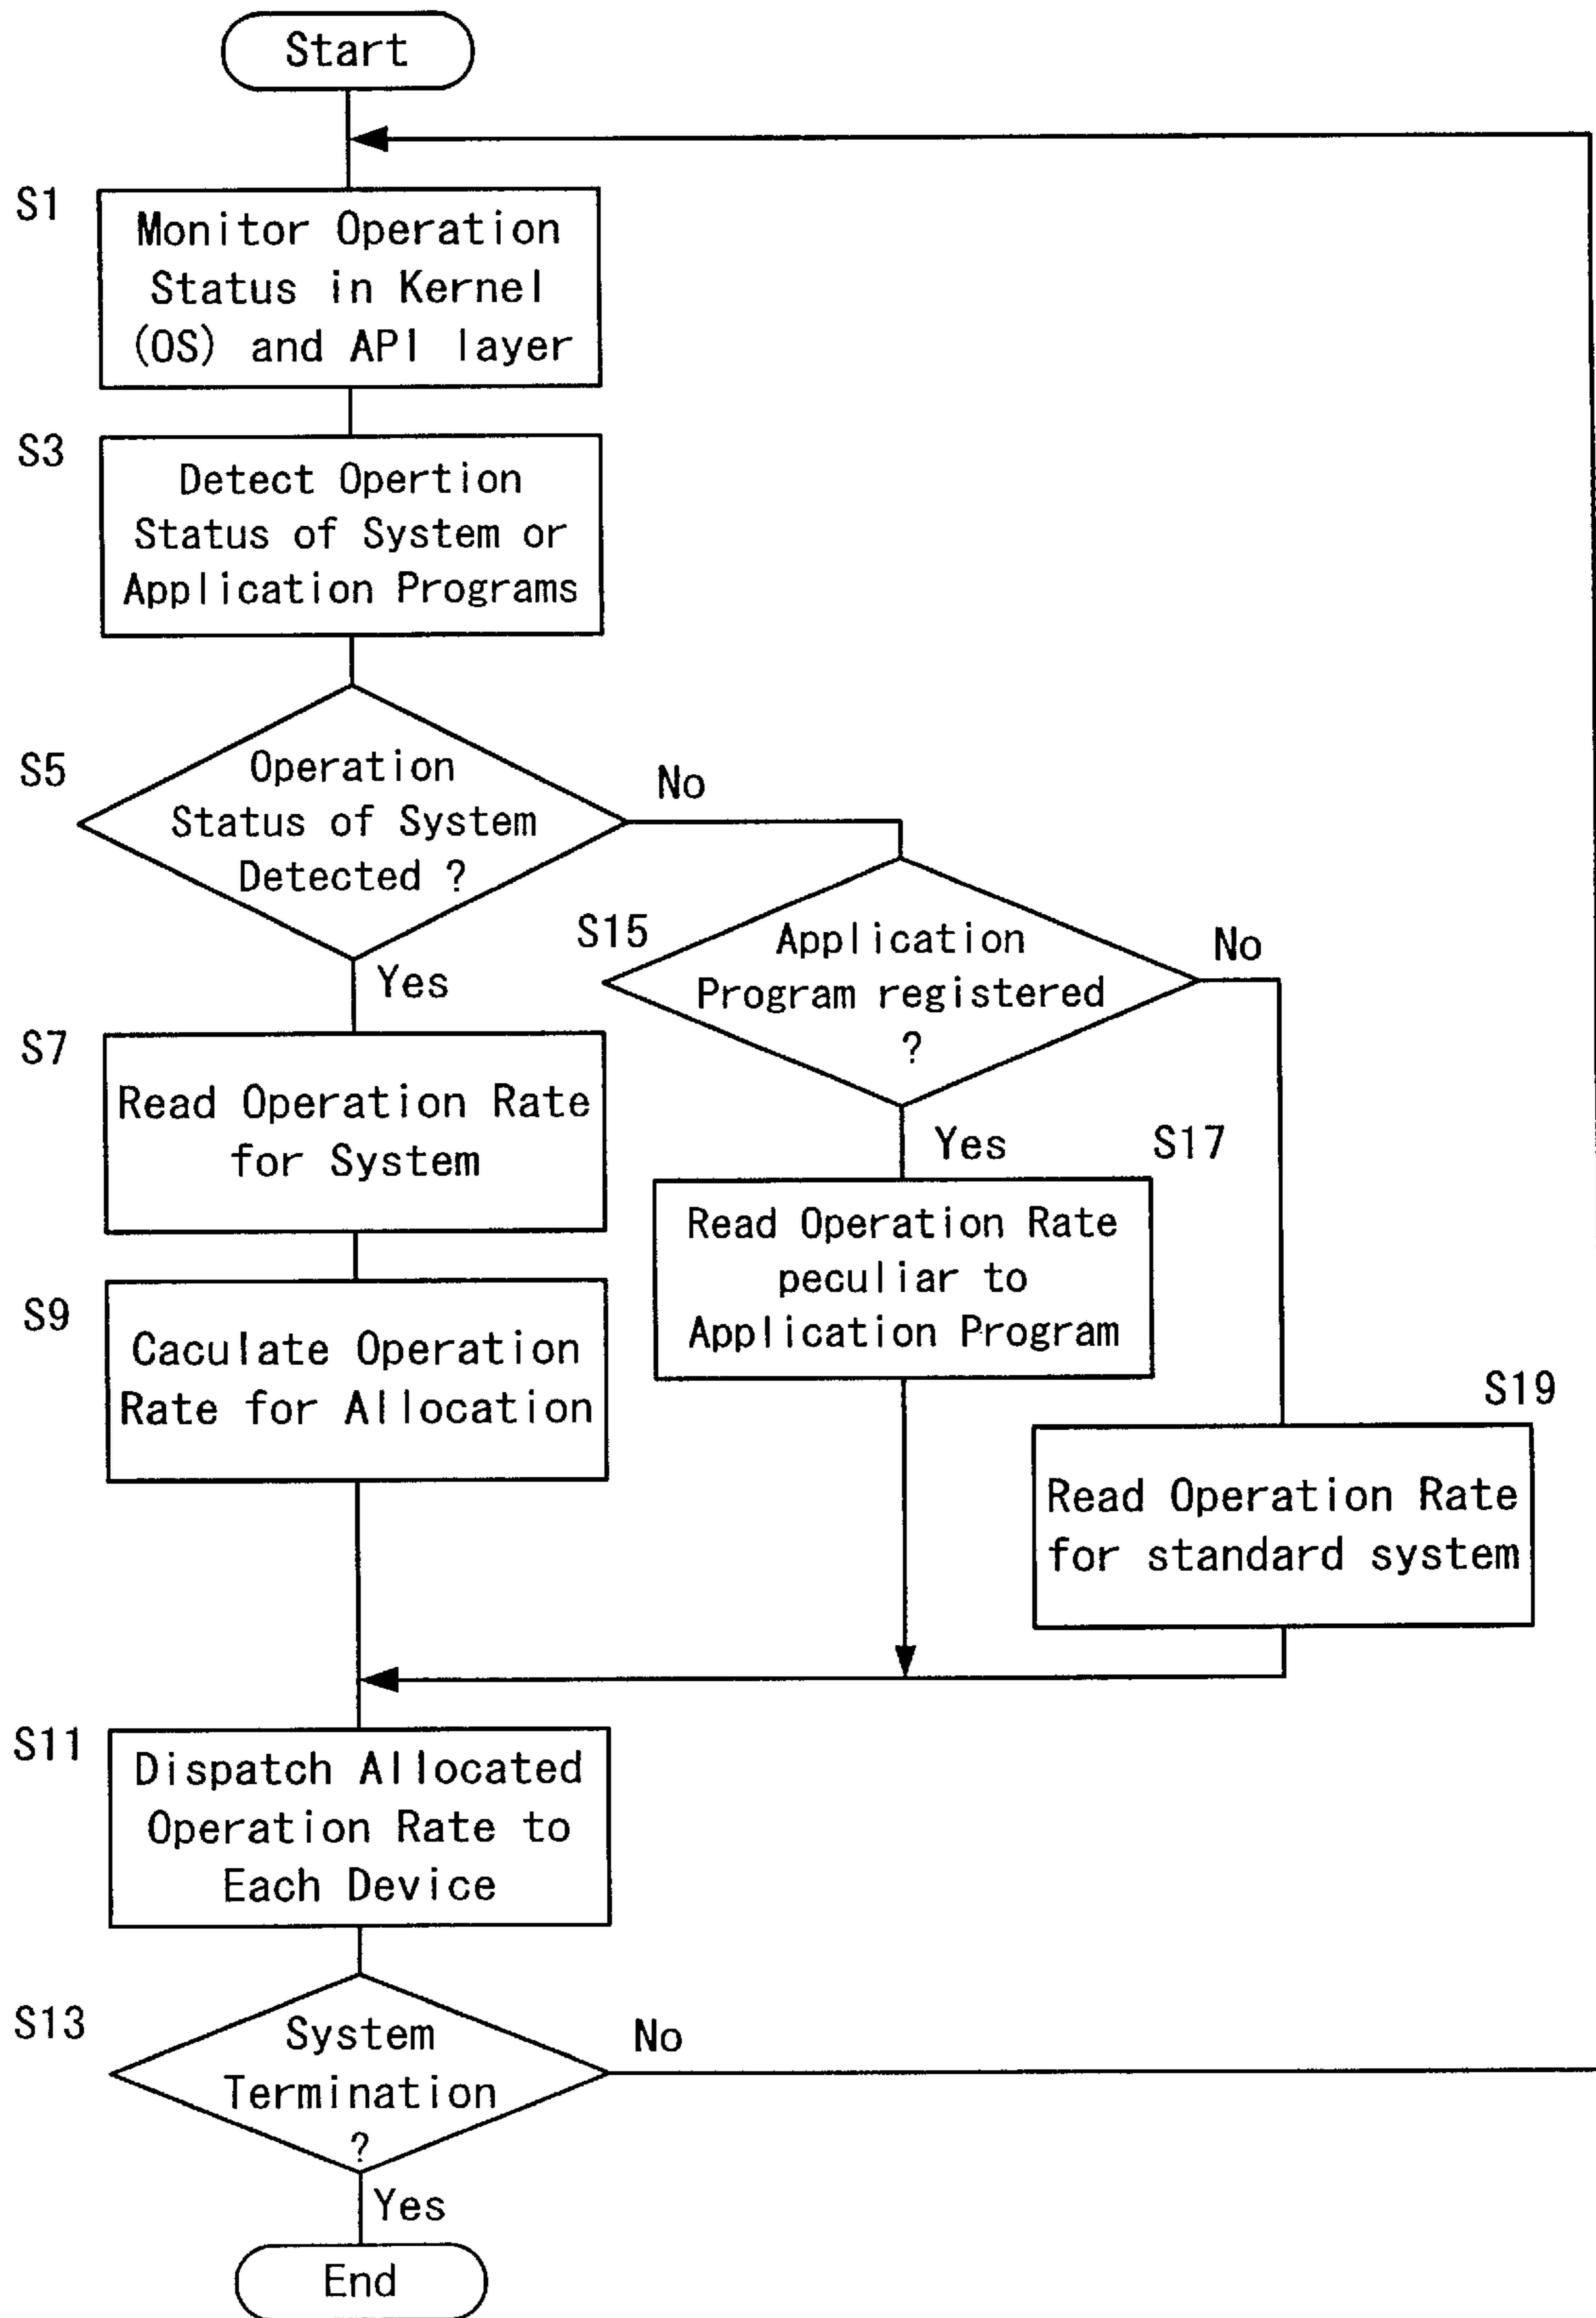 Start
S1
Monitor Operation
Status in Kernel
(OS) and API layer
S3
Detect Opertion
Status of System or
Application Programs
S5
Operation
Status of System
Detected ?
No
Yes
S15
Application
Program registered
?
No
Yes
S7
Read Operation Rate
for System
S17
Read Operation Rate
peculiar to
Application Program
S9
Caculate Operation
Rate for Allocation
S19
Read Operation Rate
for standard system
S11
Dispatch Allocated
Operation Rate to
Each Device
S13
System
Termination
?
No
Yes
End